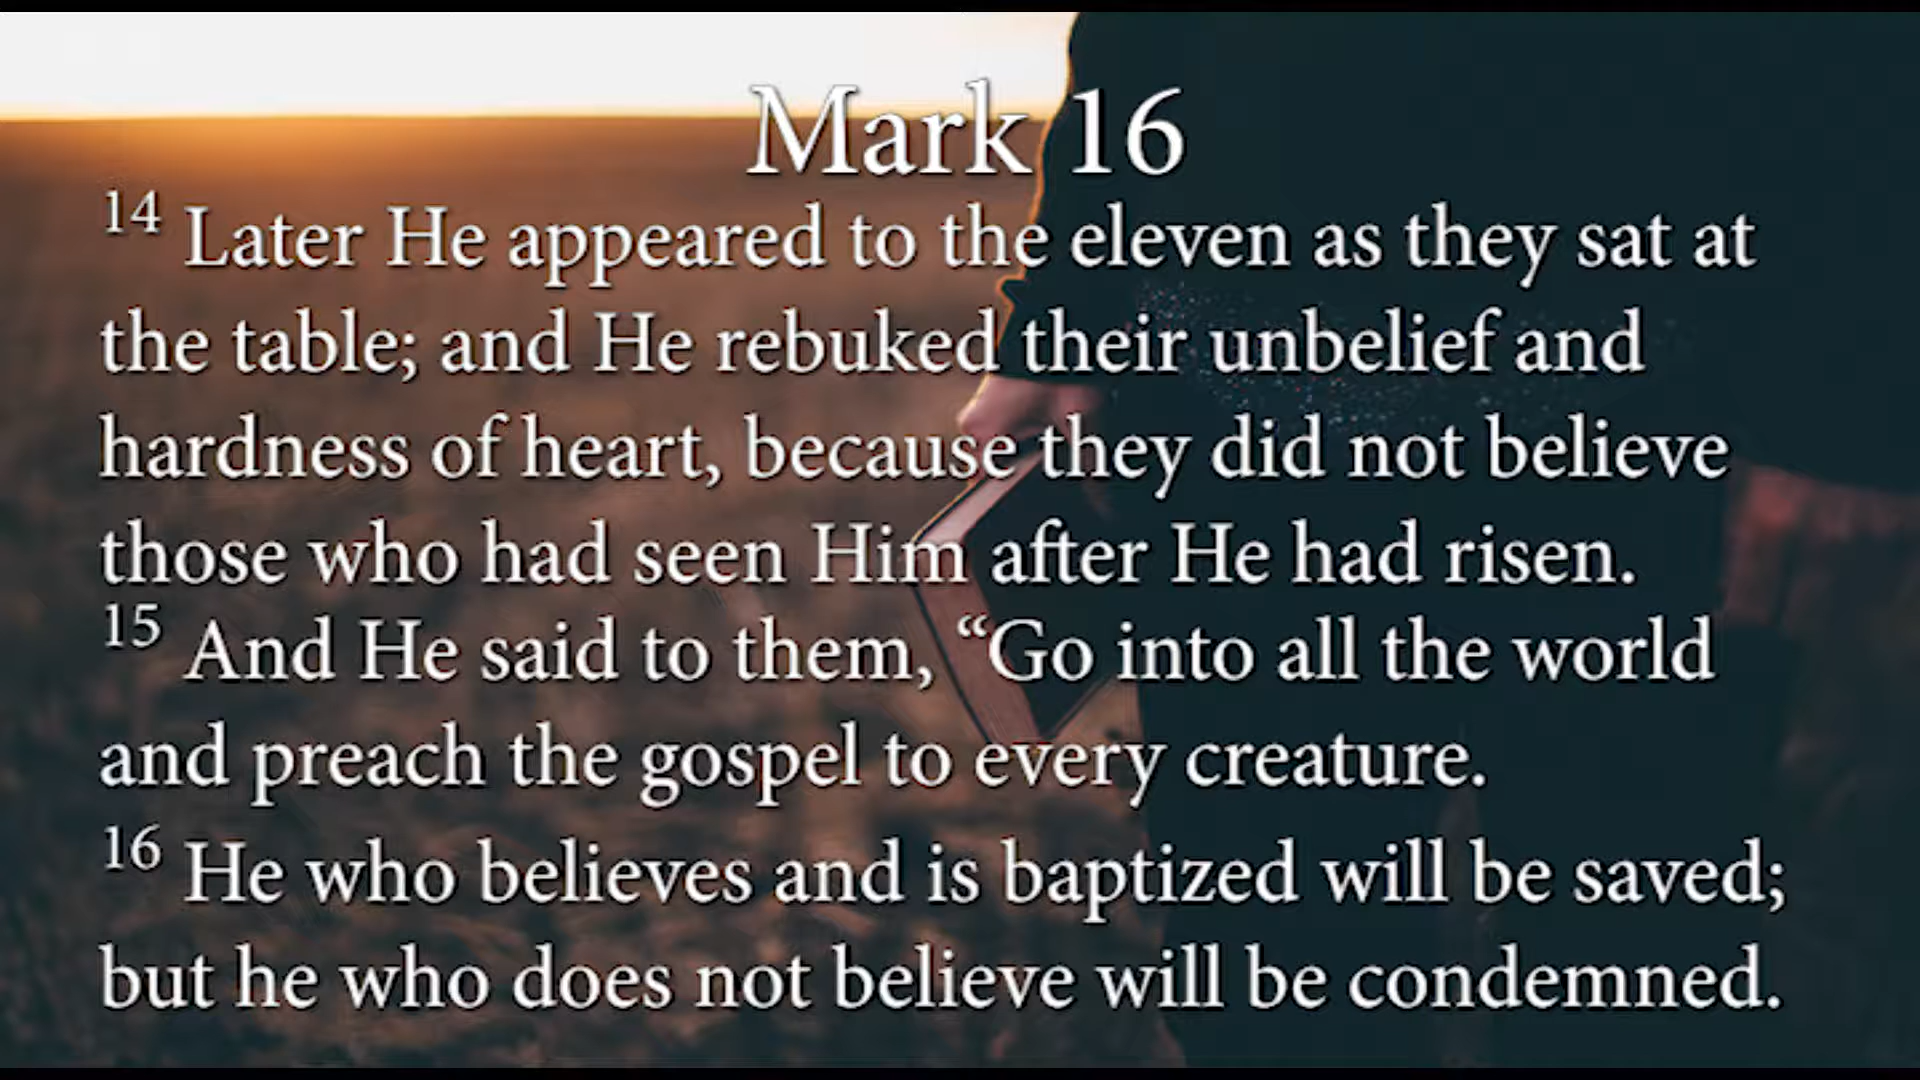 Mark 16
14 Later He appeared to the eleven as they sat at
the table; and He rebuked their unbelief and
hardness of heart, because they did not believe
those who had seen Him after He had risen.
15 And He said to them, “Go into all the world
and preach the gospel to every creature.
16 He who believes and is baptized will be saved;
but he who does not believe will be condemned.